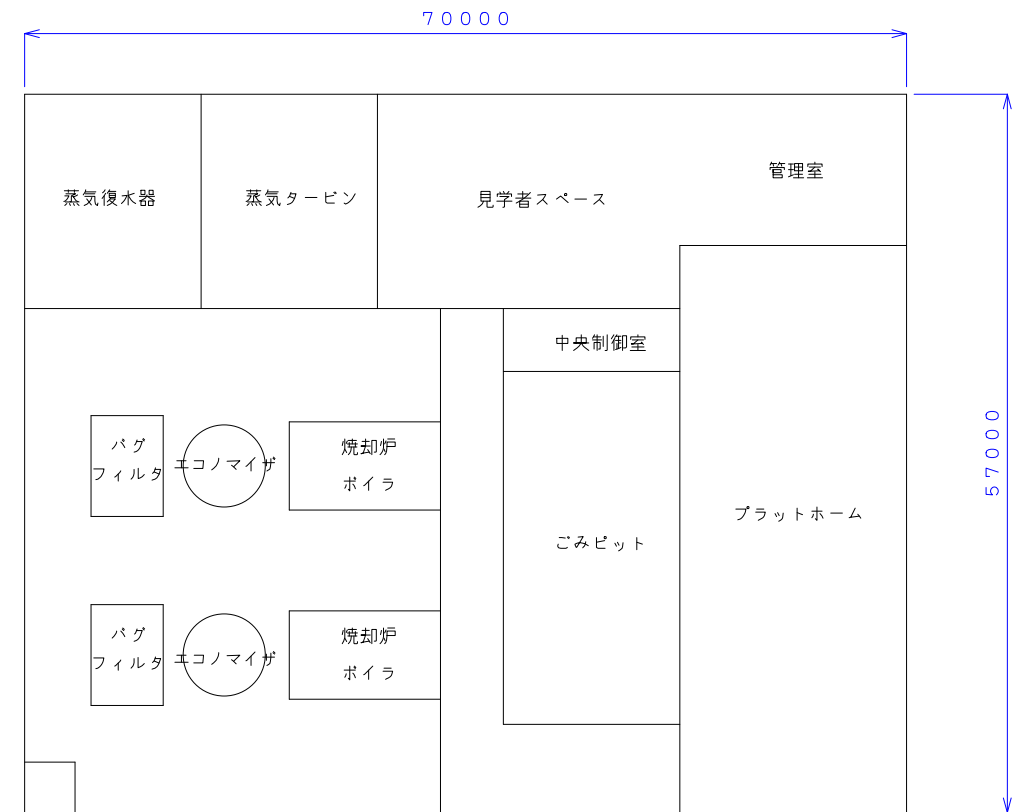 70000
管理室
蒸気復水器
蒸気タービン
見学者スペース
中央制御室
バグ
フィルタ
エコノマイザ
焼却炉
ボイラ
57000
プラットホーム
ごみピット
バグ
フィルタ
エコノマイザ
焼却炉
ボイラ